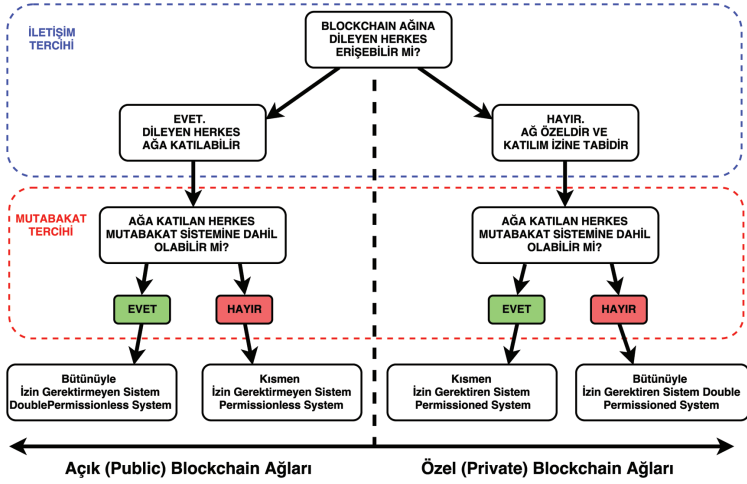 İLETİŞİM
TERCİHİ
BLOCKCHAIN AĞINA
DİLEYEN HERKES
ERİŞEBİLİR Mİ?
EVET.
DİLEYEN HERKES
AĞA KATILABİLİR
HAYIR.
AĞ ÖZELDİR VE
KATILIM İZİNE TABİDİR
MUTABAKAT
TERCİHİ
AĞA KATILAN HERKES
MUTABAKAT SİSTEMİNE DAHİL
OLABİLİR Mİ?
AĞA KATILAN HERKES
MUTABAKAT SİSTEMİNE DAHİL
OLABİLİR Mİ?
EVET
HAYIR
EVET
HAYIR
Bütünüyle
İzin Gerektirmeyen Sistem
DoublePermissionless System
Kısmen
İzin Gerektirmeyen Sistem
Permissionless System
Kısmen
İzin Gerektiren Sistem
Permissioned System
Bütünüyle
İzin Gerektiren Sistem Double
Permissioned System
Açık (Public) Blockchain Ağları
Özel (Private) Blockchain Ağları